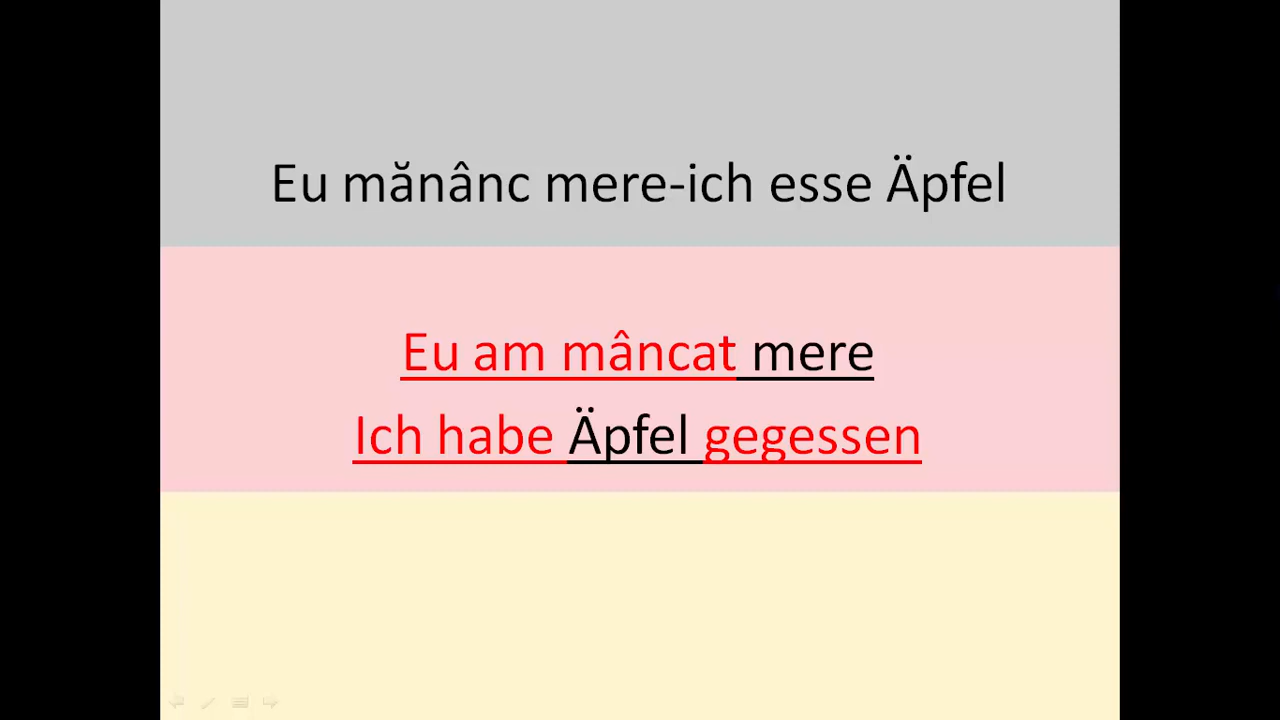 Eu mănânc mere-ich esse Äpfel
Eu am mâncat mere
Ich habe Äpfel gegessen